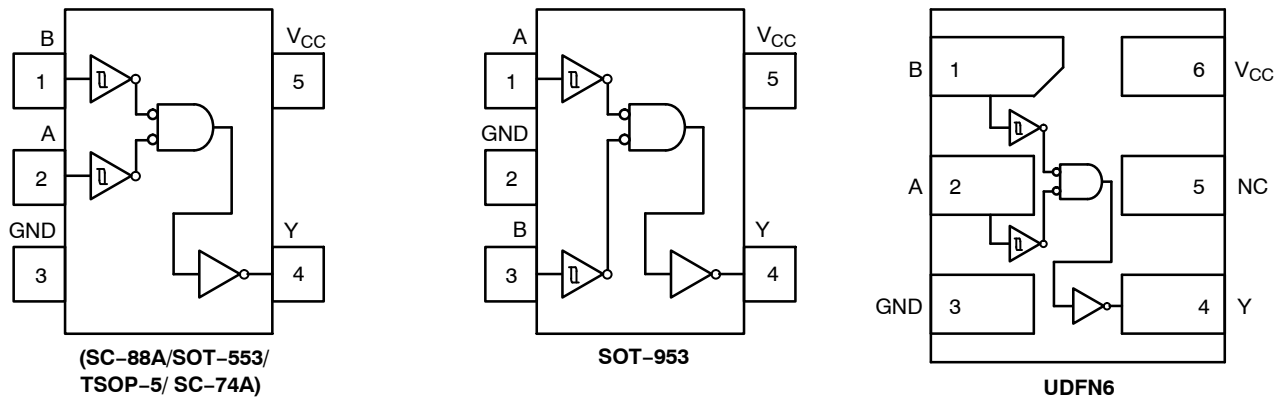 B
1
A
2
GND
3
VCC
5
Y
4
(SC–88A/SOT–553/
TSOP–5/ SC–74A)
A
1
GND
2
B
3
VCC
5
Y
4
SOT–953
B 1
A 2
GND 3
6 VCC
5 NC
4 Y
UDFN6